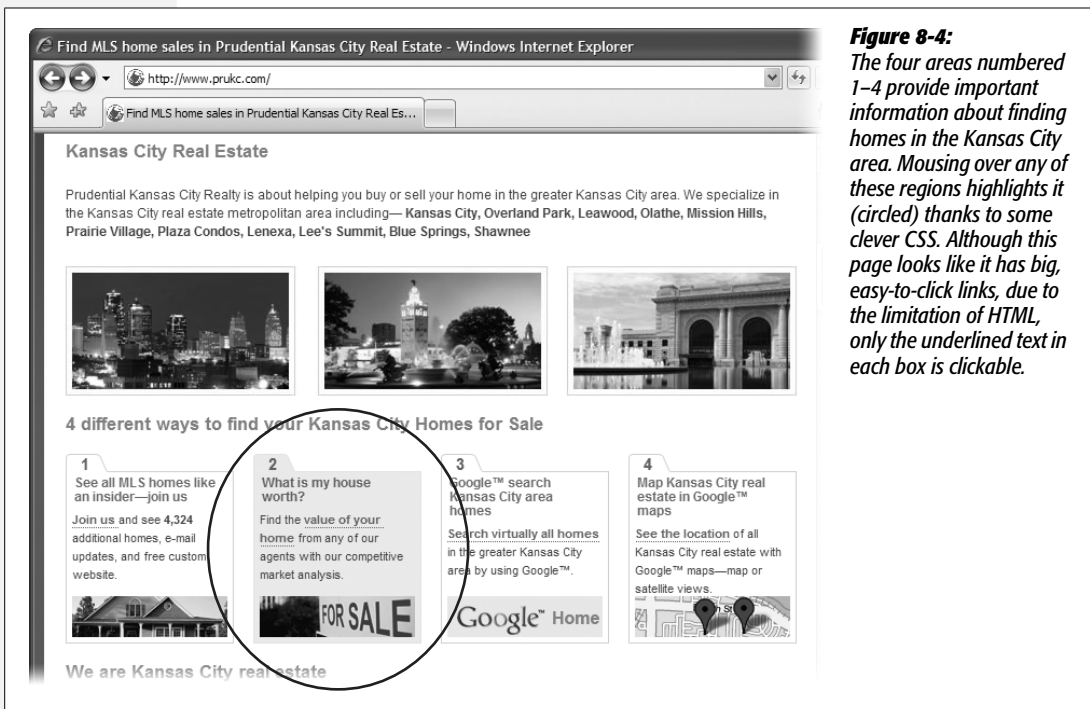 Find MLS home sales in Prudential Kansas City Real Estate - Windows Internet Explorer
http://www.prukc.com/
Find MLS home sales in Prudential Kansas City Real Es...
Kansas City Real Estate
Prudential Kansas City Realty is about helping you buy or sell your home in the greater Kansas City area. We specialize in
the Kansas City real estate metropolitan area including— Kansas City, Overland Park, Leawood, Olathe, Mission Hills,
Prairie Village, Plaza Condos, Lenexa, Lee's Summit, Blue Springs, Shawnee
4 different ways to find your Kansas City Homes for Sale
1
See all MLS homes like
an insider—join us
Join us and see 4,324
additional homes, e-mail
updates, and free custom
website.
2
What is my house
worth?
Find the value of your
home from any of our
agents with our competitive
market analysis.
FOR SALE
3
Google™ search
Kansas City area
homes
Search virtually all homes
in the greater Kansas City
area by using Google™.
Google™ Home
4
Map Kansas City real
estate in Google™
maps
See the location of all
Kansas City real estate with
Google™ maps—map or
satellite views.
St
We are Kansas City real estate
Figure 8-4:
The four areas numbered
1–4 provide important
information about finding
homes in the Kansas City
area. Mousing over any of
these regions highlights it
(circled) thanks to some
clever CSS. Although this
page looks like it has big,
easy-to-click links, due to
the limitation of HTML,
only the underlined text in
each box is clickable.